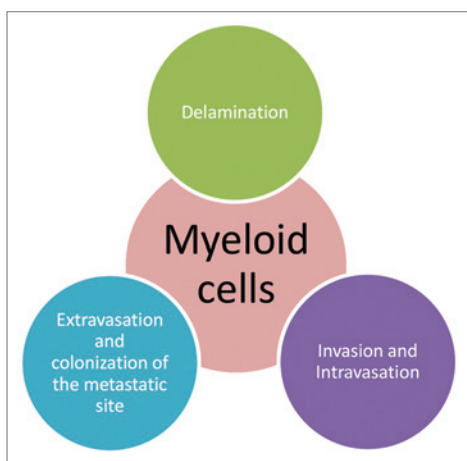 Delamination
Myeloid
cells
Extravasation
and
colonization of
the metastatic
site
Invasion and
Intravasation